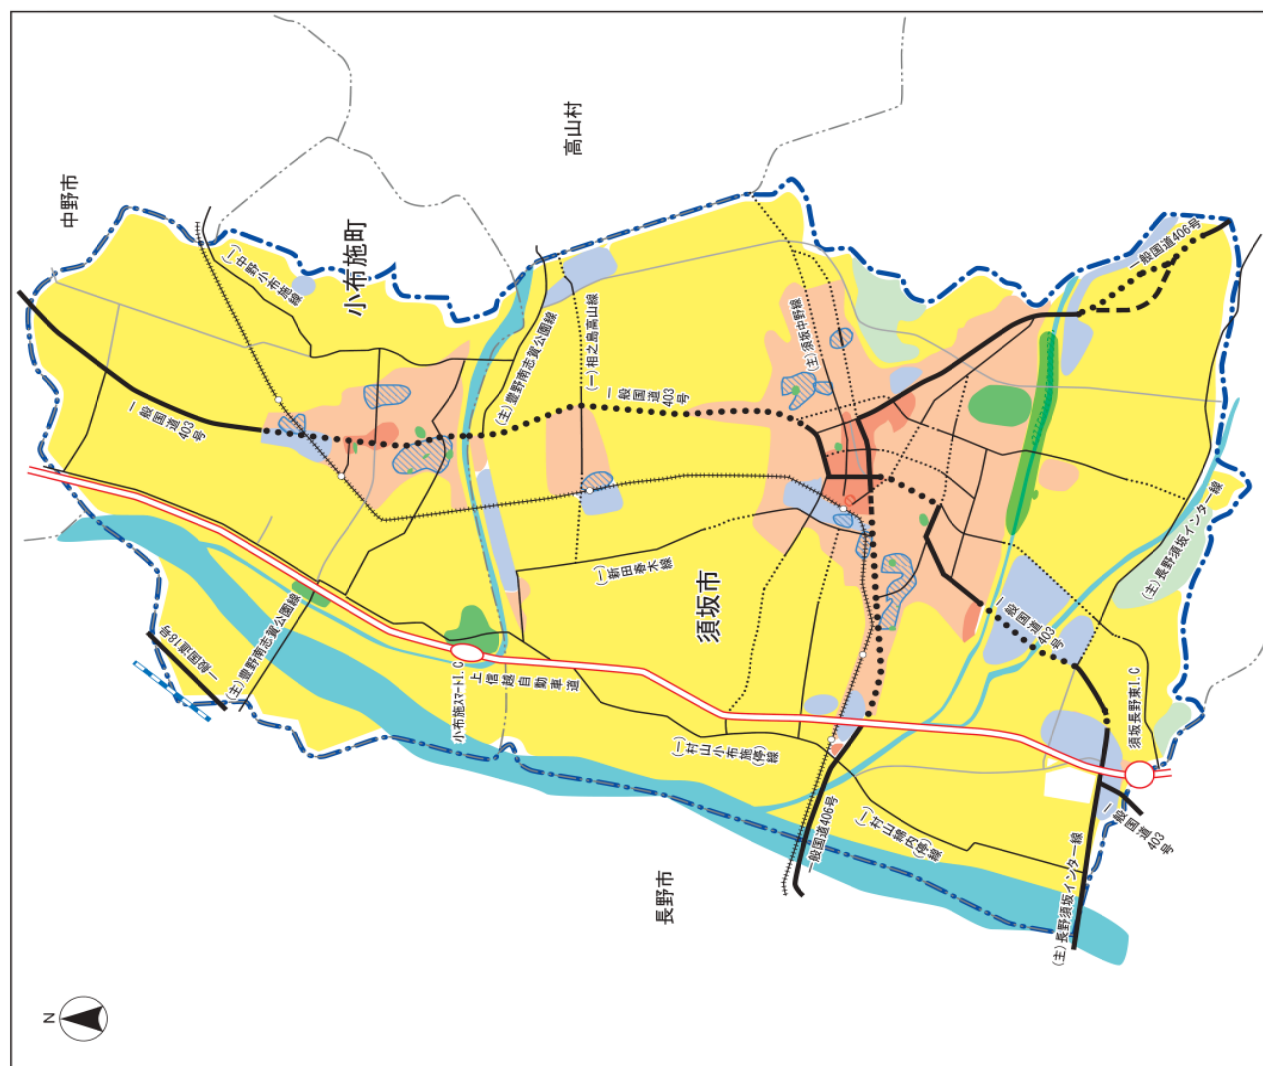 中野市
小布施町
高山村
(一)中野小布施線
一般国道403号
(主)豊野南志賀公園線
(一)相之島高山線
一般国道403号
(主)須坂中野線
一般国道406号
一般国道18号
(主)豊野南志賀公園線
小布施スマートI.C
上信越自動車道
(一)新田春木線
須坂市
(一)村山小布施(停)線
一般国道403号
(主)長野須坂インター線
須坂長野東I.C
長野市
一般国道406号
(一)村山綿内(停)線
一般国道403号
(主)長野須坂インター線
N